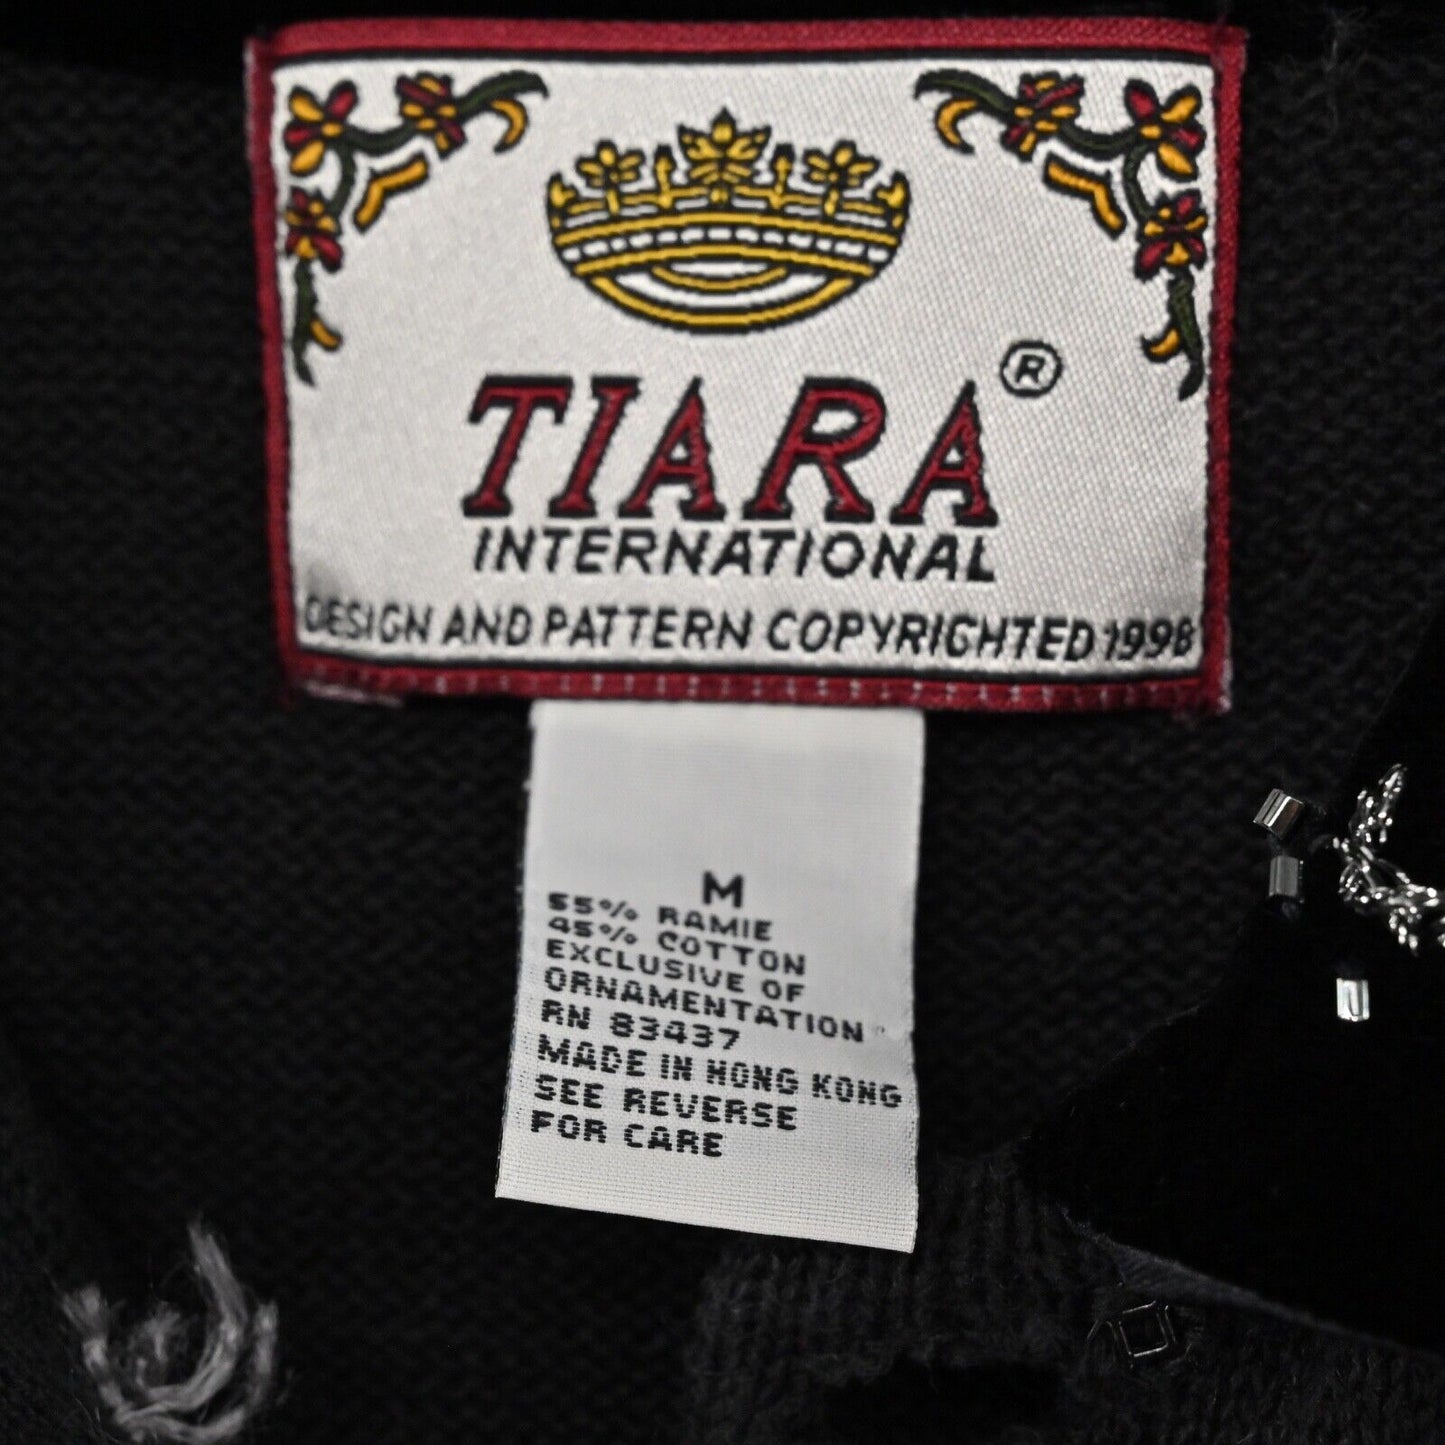 TIARA ®
INTERNATIONAL
DESIGN AND PATTERN COPYRIGHTED 1998
M
55% RAMIE
45% COTTON
EXCLUSIVE OF
ORNAMENTATION
RN 83437
MADE IN HONG KONG
SEE REVERSE
FOR CARE